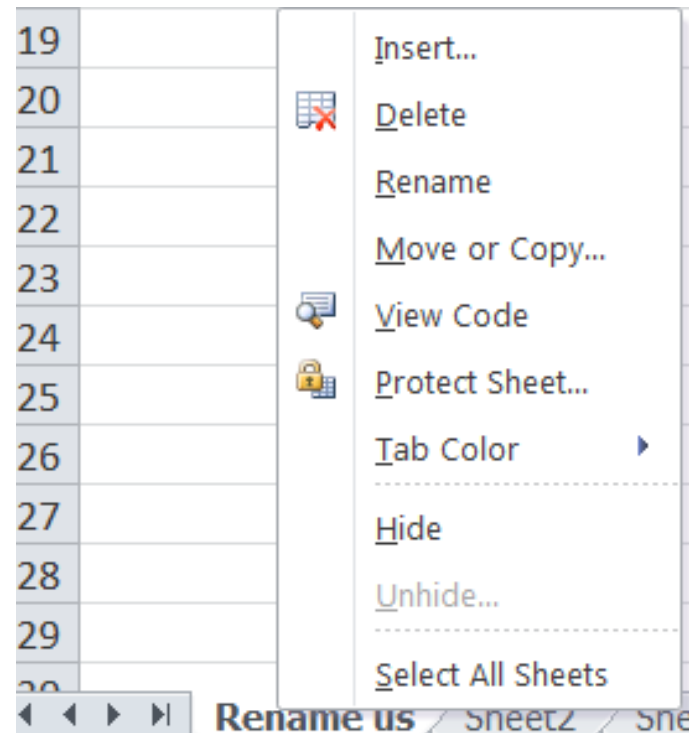 19
Insert...
20
Delete
21
Rename
22
Move or Copy...
23
View Code
24
Protect Sheet...
25
26
Tab Color
27
Hide
28
Unhide...
29
Select All Sheets
Rename us Sheet2 She